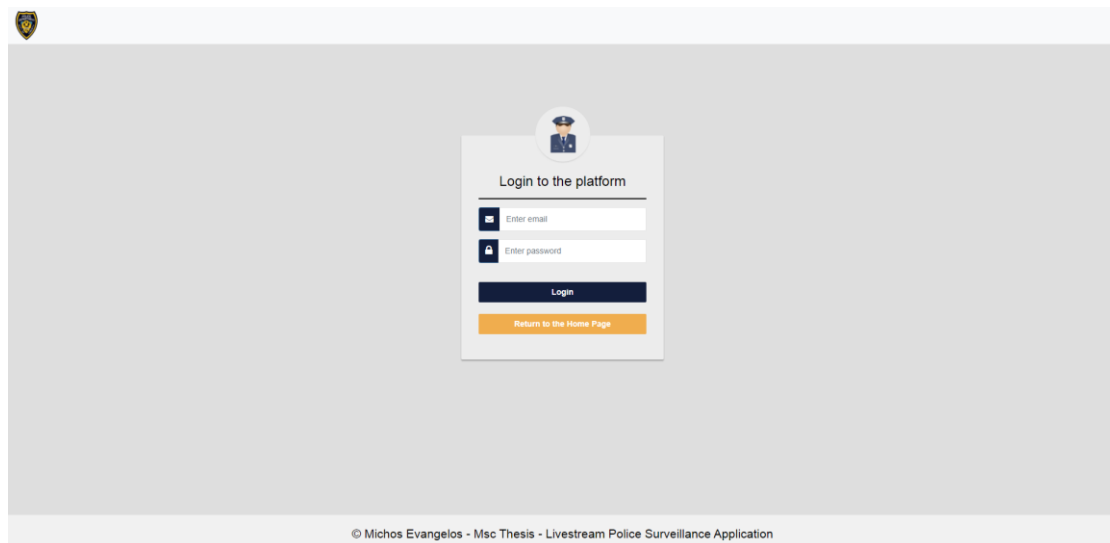 Login to the platform
Enter email
Enter password
Login
Return to the Home Page
© Michos Evangelos - Msc Thesis - Livestream Police Surveillance Application